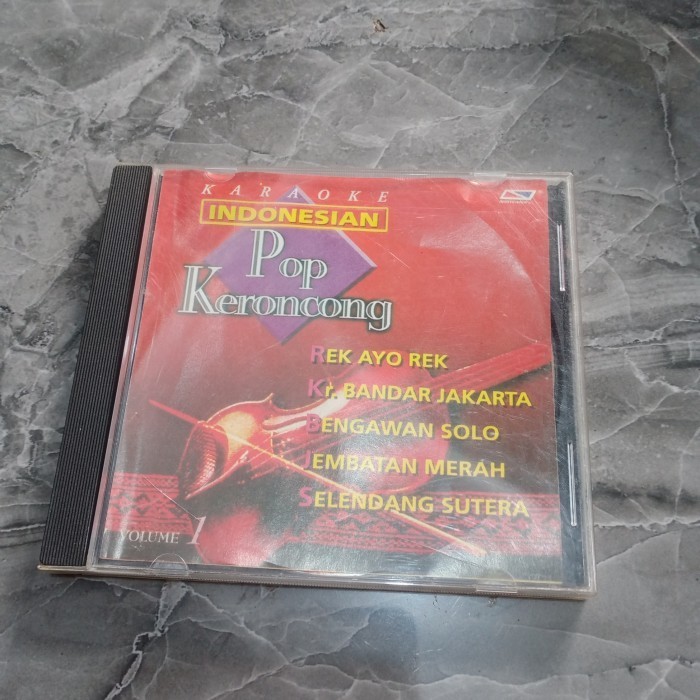 KARAOKE
INDONESIAN
Pop
Keroncong
REK AYO REK
Kr. BANDAR JAKARTA
BENGAWAN SOLO
JEMBATAN MERAH
SELENDANG SUTERA
VOLUME 1